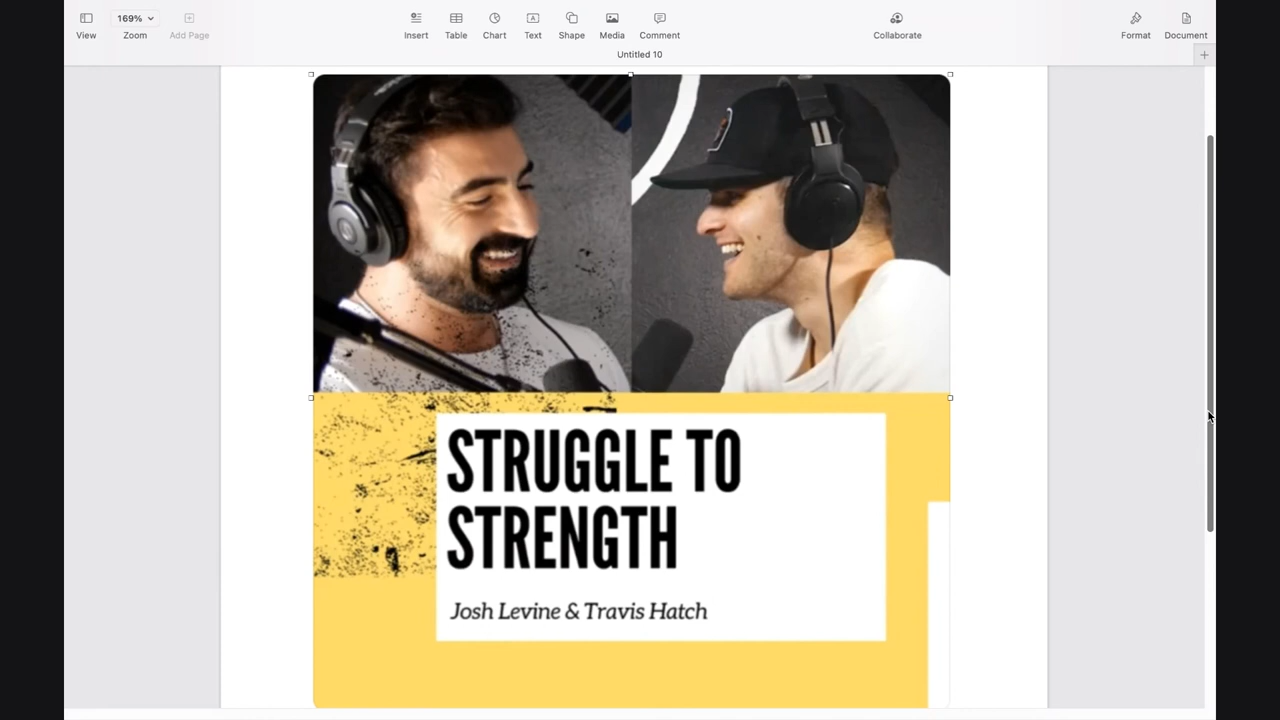 169%
View
Zoom
Add Page
Insert
Table
Chart
Text
Shape
Media
Comment
Collaborate
Format
Document
Untitled 10
STRUGGLE TO
STRENGTH
Josh Levine & Travis Hatch